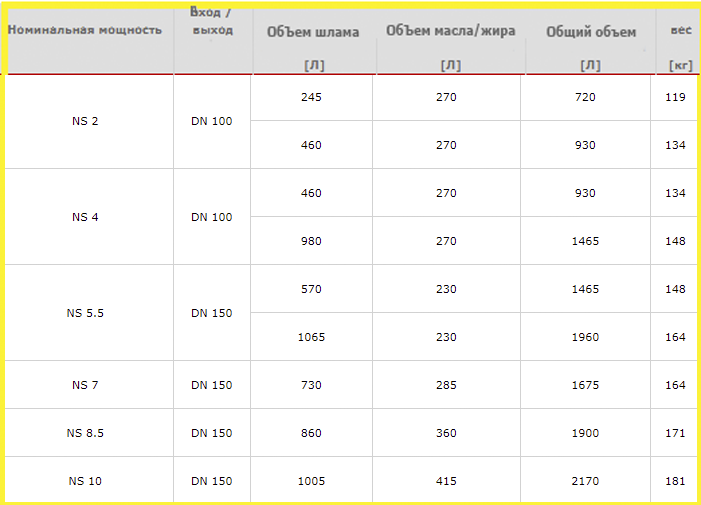 Номинальная мощность Вход / выход ОбЪем шлама [Л] ОбЪем масла/жира [Л] Общий объем [Л] вес [кг]
NS 2 DN 100 245 270 720 119
460 270 930 134
NS 4 DN 100 460 270 930 134
980 270 1465 148
NS 5.5 DN 150 570 230 1465 148
1065 230 1960 164
NS 7 DN 150 730 285 1675 164
NS 8.5 DN 150 860 360 1900 171
NS 10 DN 150 1005 415 2170 181